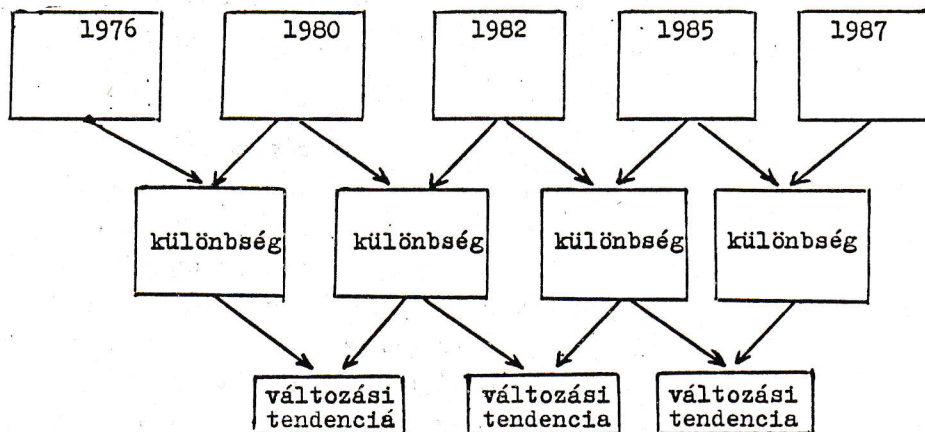 1976
1980
1982
1985
1987
különbség
különbség
különbség
különbség
változási
tendenciá
változási
tendencia
változási
tendencia